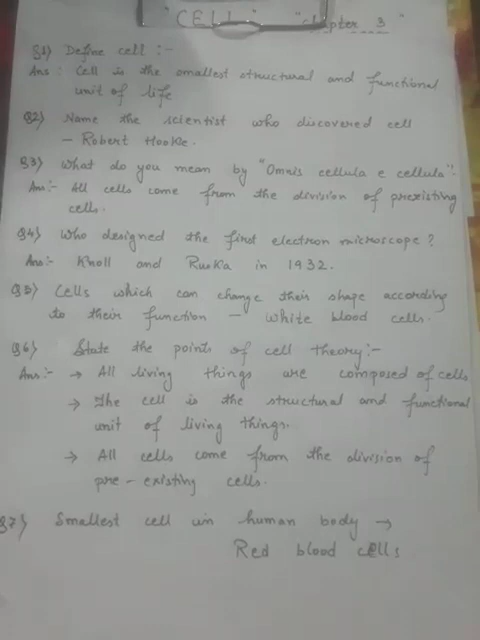 "CELL" "Chapter 3"
Q1) Define cell :-
Ans : Cell is the smallest structural and functional
unit of life
Q2) Name the scientist who discovered cell
- Robert Hooke.
Q3) What do you mean by "Omnis cellula e cellula".
Ans :- All cells come from the division of preexisting
cells.
Q4) Who designed the first electron microscope?
Ans :- Knoll and Ruska in 1932.
Q5) Cells which can change their shape according
to their function - White blood cells.
Q6) State the points of cell theory :-
Ans :- → All living things are composed of cells
→ The cell is the structural and functional
unit of living things.
→ All cells come from the division of
pre-existing cells.
Q7) Smallest cell in human body →
Red blood cells